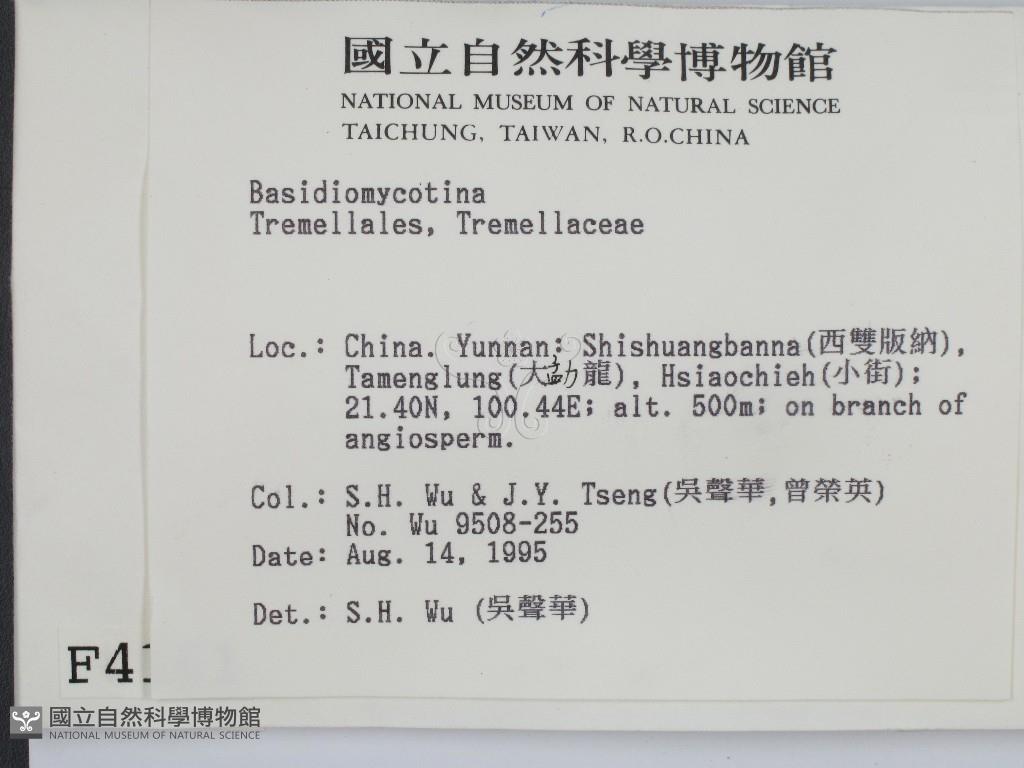 國立自然科學博物館
NATIONAL MUSEUM OF NATURAL SCIENCE
TAICHUNG, TAIWAN, R.O.CHINA
Basidiomycotina
Tremellales, Tremellaceae
Loc.: China. Yunnan: Shishuangbanna(西雙版納),
Tamenglung(大勐龍), Hsiaochieh(小街);
21.40N, 100.44E; alt. 500m; on branch of
angiosperm.
Col.: S.H. Wu & J.Y. Tseng(吳聲華,曾榮英)
No. Wu 9508-255
Date: Aug. 14, 1995
Det.: S.H. Wu (吳聲華)
國立自然科學博物館
NATIONAL MUSEUM OF NATURAL SCIENCE